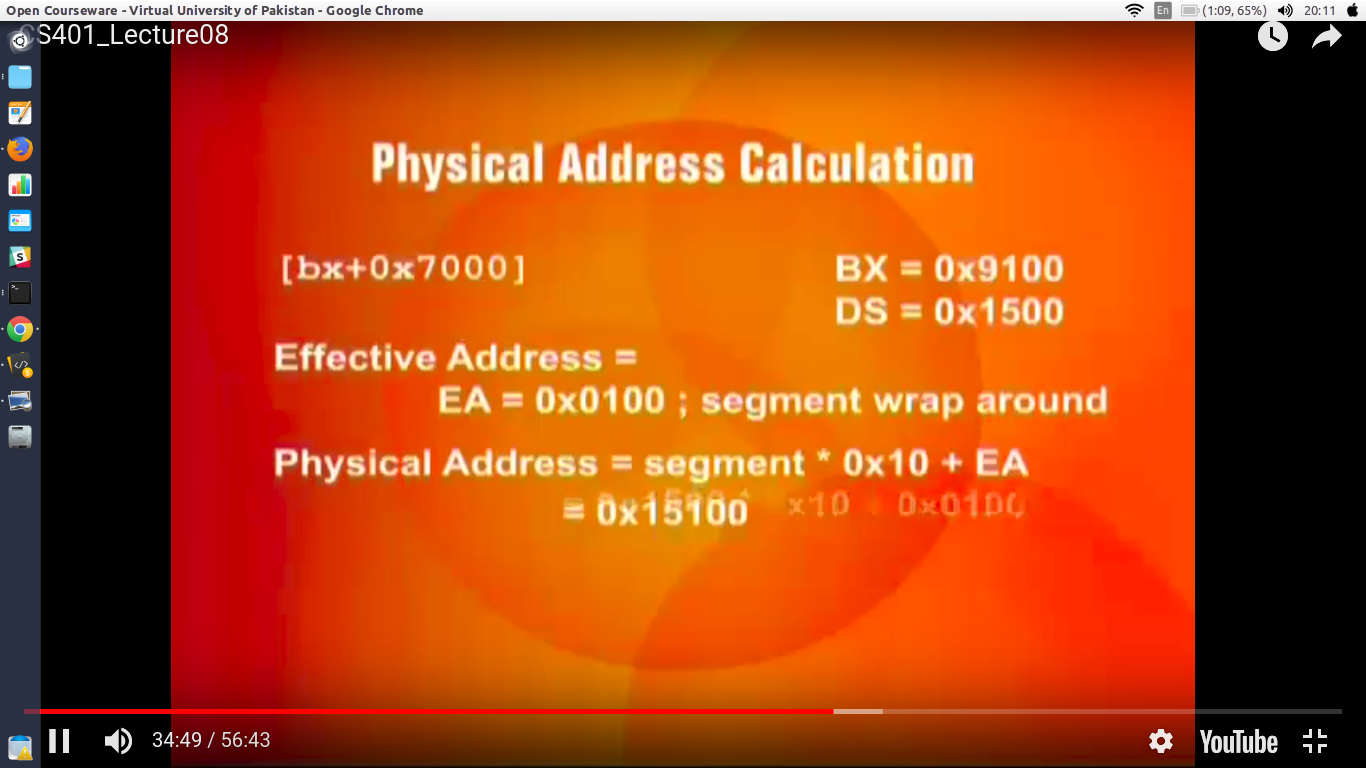 Open Courseware - Virtual University of Pakistan - Google Chrome
En (1:09, 65%) 20:11
CS401_Lecture08
Physical Address Calculation
[bx+0x7000]
BX = 0x9100
DS = 0x1500
Effective Address =
EA = 0x0100 ; segment wrap around
Physical Address = segment * 0x10 + EA
= 0x15100 x10 + 0x0100
34:49 / 56:43
YouTube